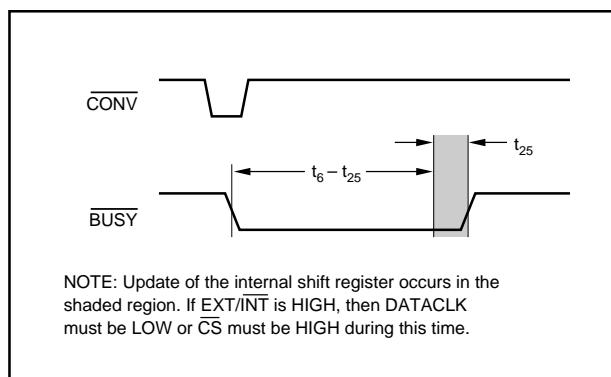 CONV
t25
t6 – t25
BUSY
NOTE: Update of the internal shift register occurs in the
shaded region. If EXT/INT is HIGH, then DATACLK
must be LOW or CS must be HIGH during this time.